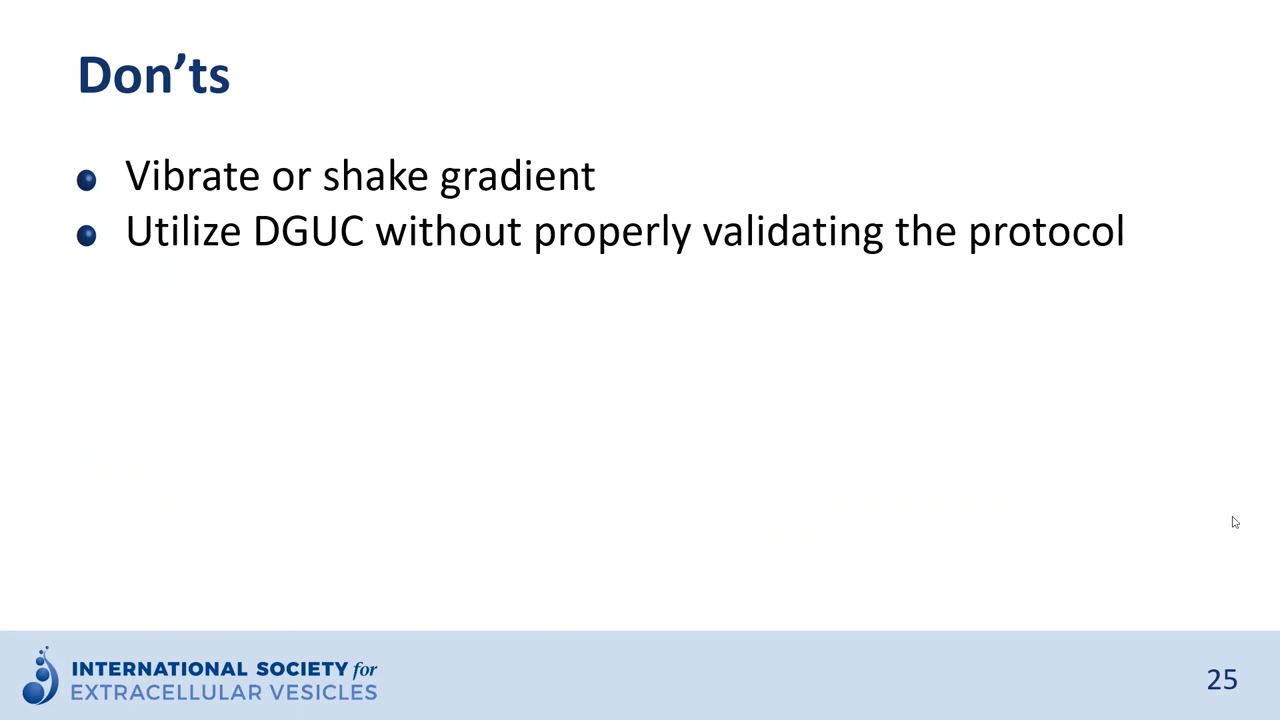 Don’ts
Vibrate or shake gradient
Utilize DGUC without properly validating the protocol
INTERNATIONAL SOCIETY for
EXTRACELLULAR VESICLES
25